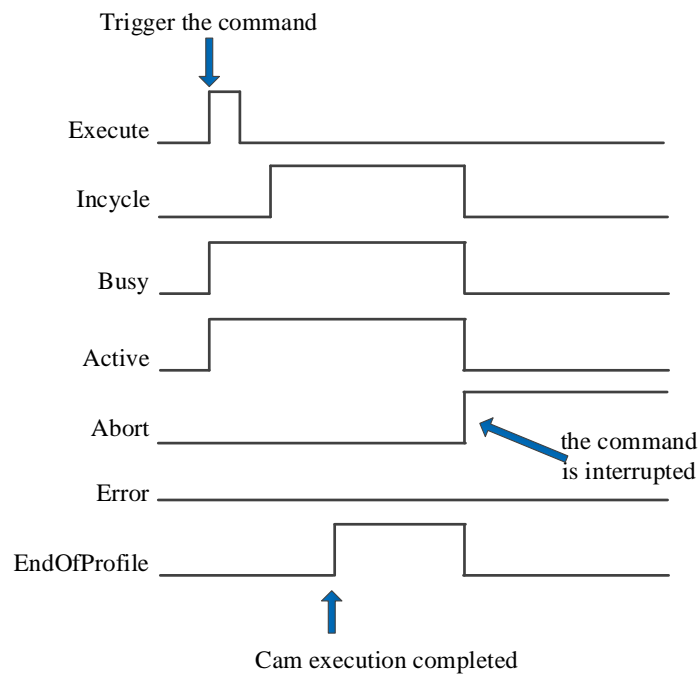 Trigger the command
Execute
Incycle
Busy
Active
Abort
the command
is interrupted
Error
EndOfProfile
Cam execution completed